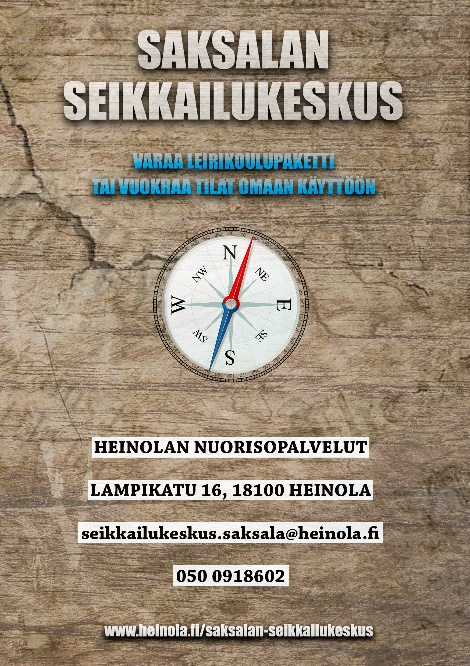 SAKSALAN
SEIKKAILUKESKUS
VARAA LEIRIKOULUPAKETTI
TAI VUOKRAA TILAT OMAAN KÄYTTÖÖN
N
NW
NE
W
E
SW
SE
S
HEINOLAN NUORISOPALVELUT
LAMPIKATU 16, 18100 HEINOLA
seikkailukeskus.saksala@heinola.fi
050 0918602
www.heinola.fi/saksalan-seikkailukeskus